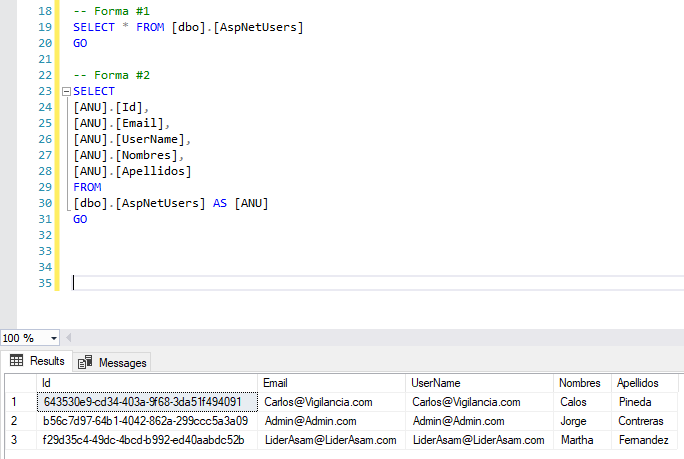 18 -- Forma #1
19 SELECT * FROM [dbo].[AspNetUsers]
20 GO
21
22 -- Forma #2
23 SELECT
24 [ANU].[Id],
25 [ANU].[Email],
26 [ANU].[UserName],
27 [ANU].[Nombres],
28 [ANU].[Apellidos]
29 FROM
30 [dbo].[AspNetUsers] AS [ANU]
31 GO
32
33
34
35
100 %
Results Messages
Id Email UserName Nombres Apellidos
1 643530e9-cd34-403a-9f68-3da51f494091 Carlos@Vigilancia.com Carlos@Vigilancia.com Calos Pineda
2 b56c7d97-64b1-4042-862a-299ccc5a3a09 Admin@Admin.com Admin@Admin.com Jorge Contreras
3 f29d35c4-49dc-4bcd-b992-ed40aabdc52b LiderAsam@LiderAsam.com LiderAsam@LiderAsam.com Martha Fernandez